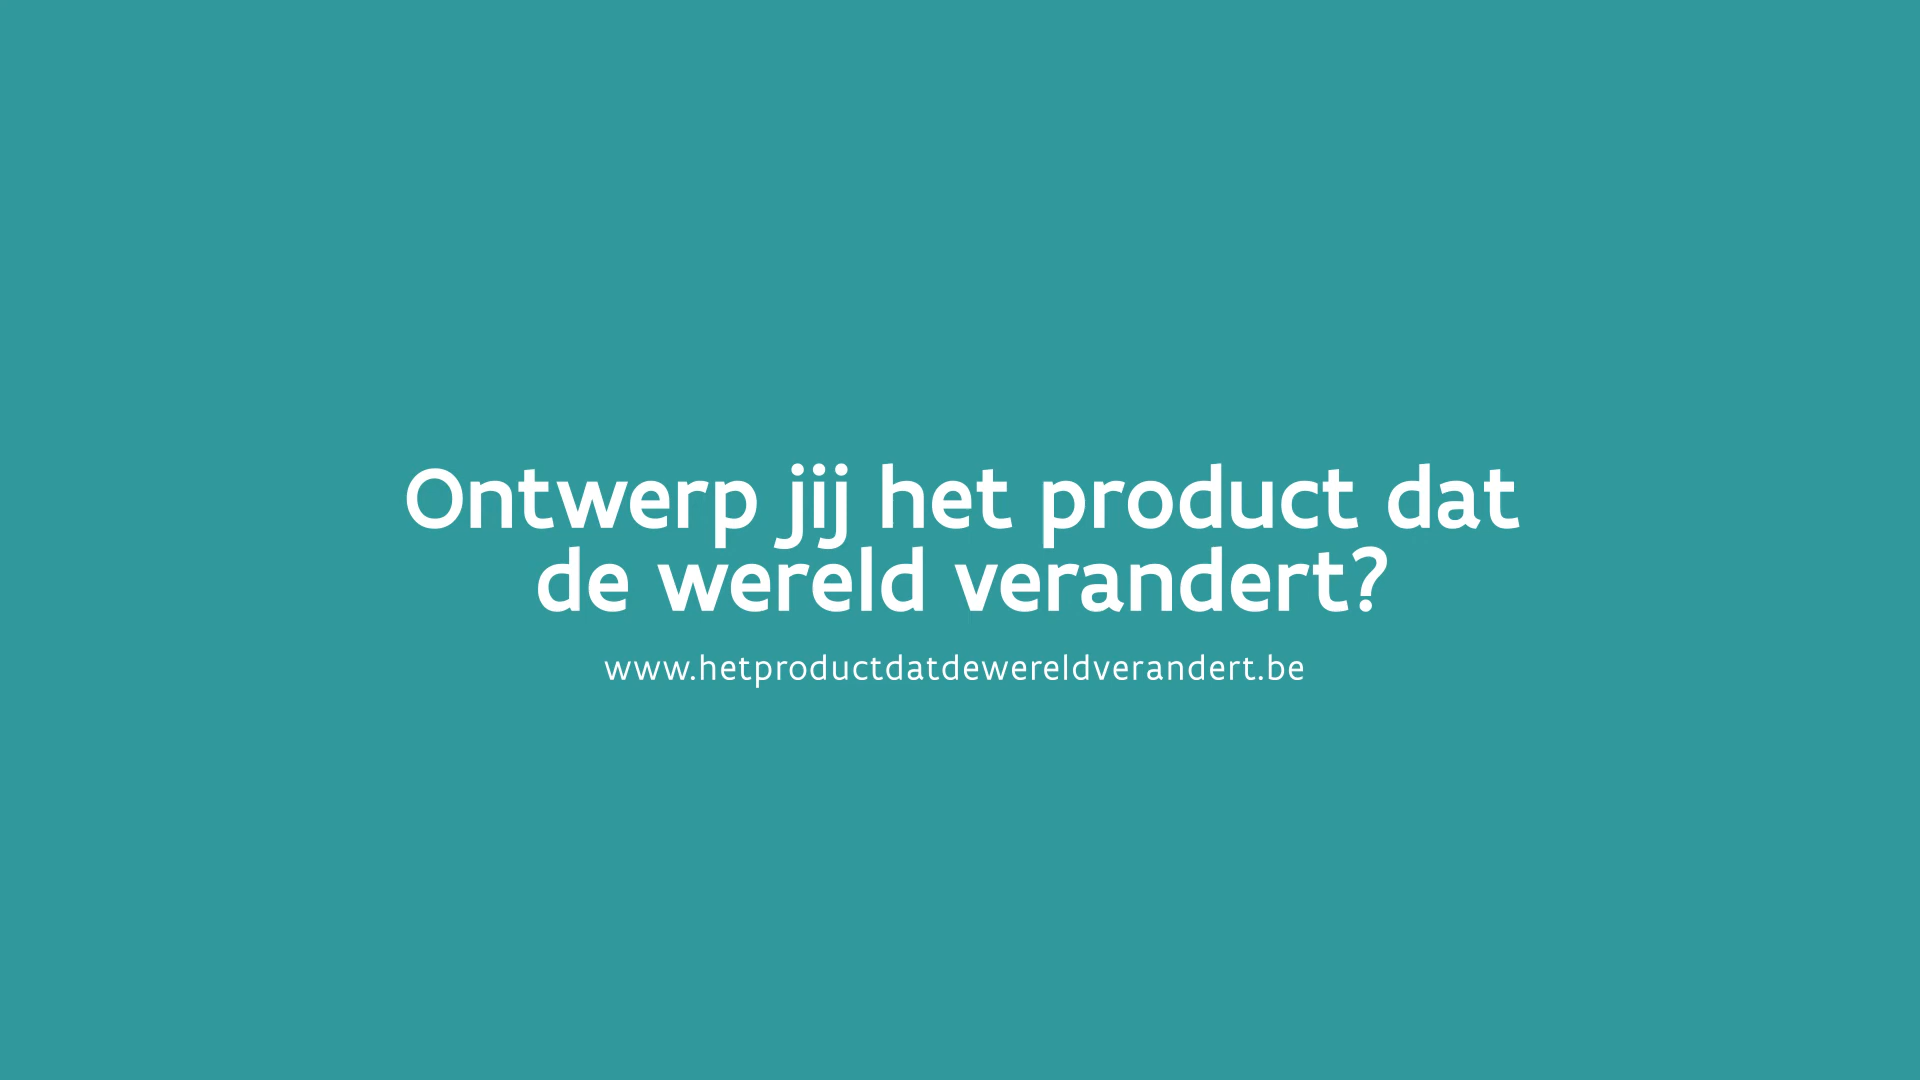 Ontwerp jij het product dat
de wereld verandert?
www.hetproductdatdewereldverandert.be